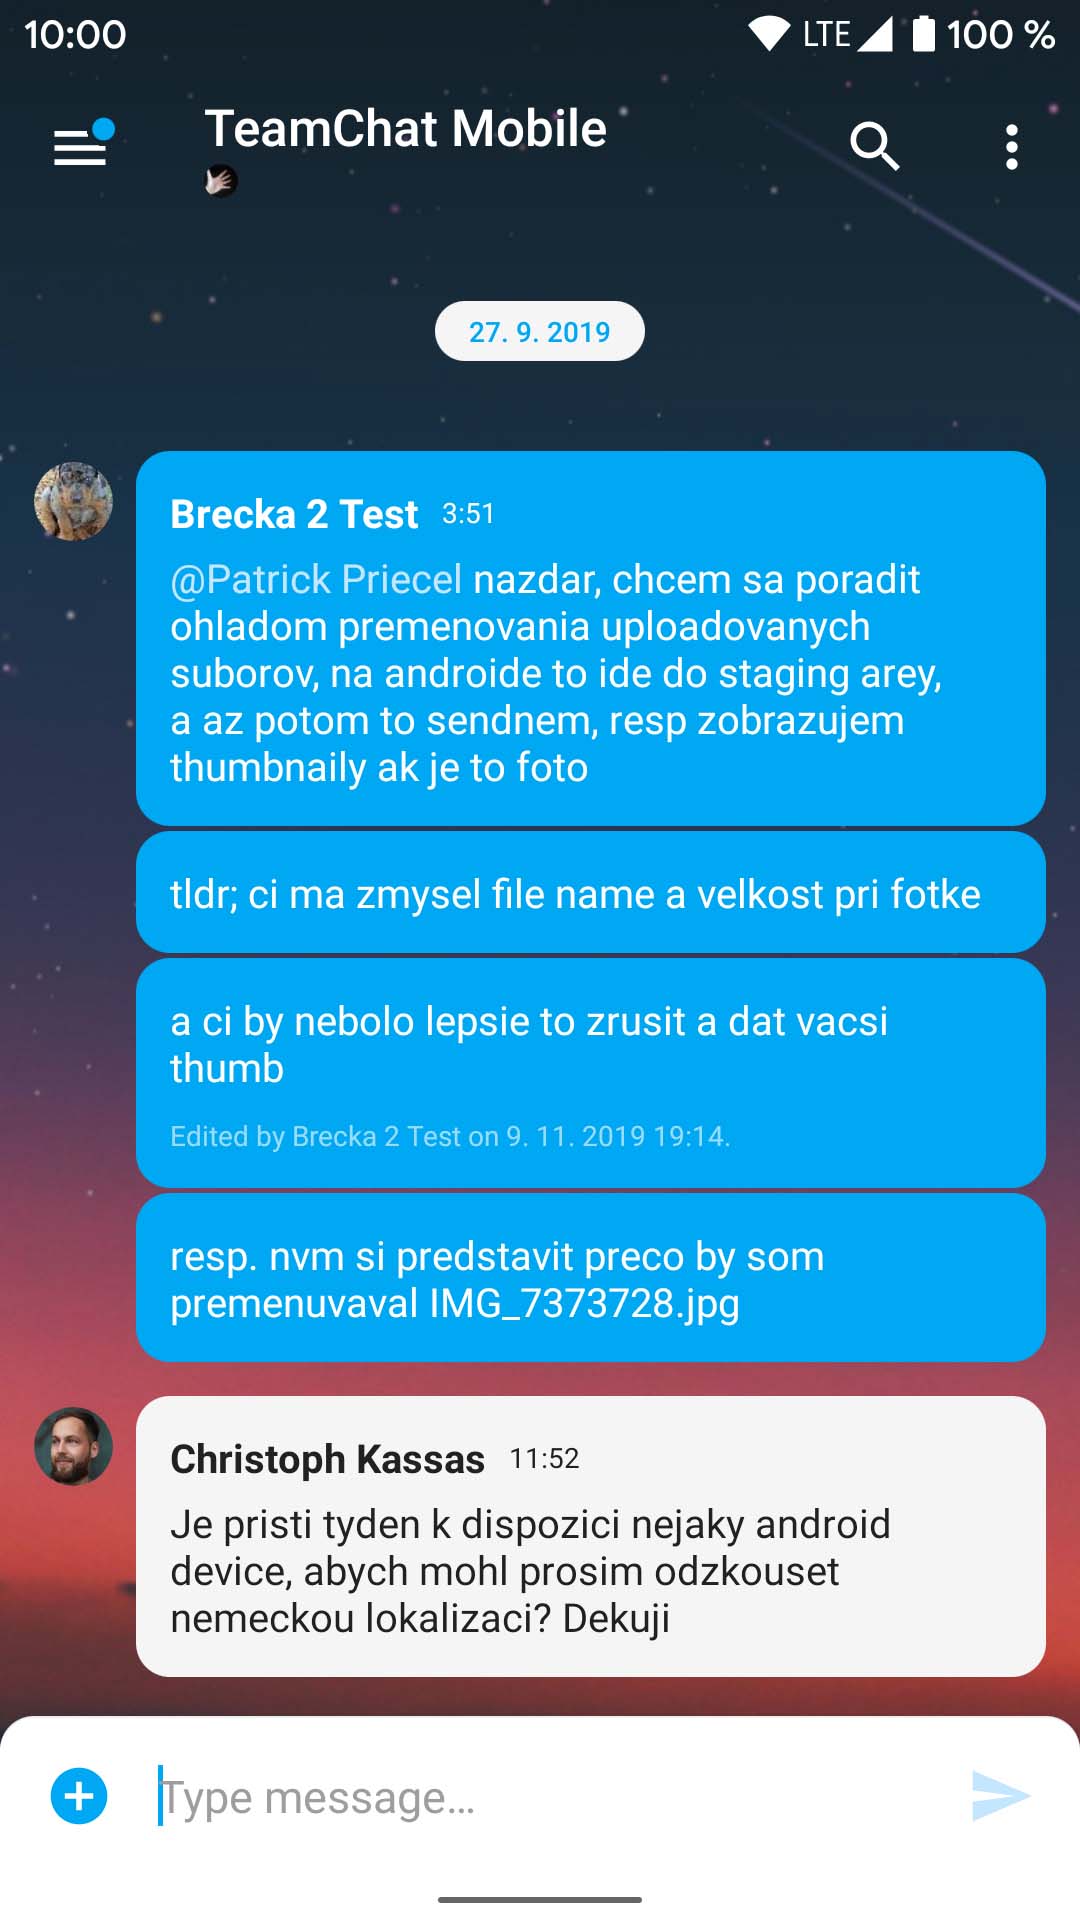 10:00 LTE 100 %
TeamChat Mobile
27. 9. 2019
Brecka 2 Test 3:51
@Patrick Priecel nazdar, chcem sa poradit
ohladom premenovania uploadovanych
suborov, na androide to ide do staging arey,
a az potom to sendnem, resp zobrazujem
thumbnaily ak je to foto
tldr; ci ma zmysel file name a velkost pri fotke
a ci by nebolo lepsie to zrusit a dat vacsi
thumb
Edited by Brecka 2 Test on 9. 11. 2019 19:14.
resp. nvm si predstavit preco by som
premenuvaval IMG_7373728.jpg
Christoph Kassas 11:52
Je pristi tyden k dispozici nejaky android
device, abych mohl prosim odzkouset
nemeckou lokalizaci? Dekuji
Type message...